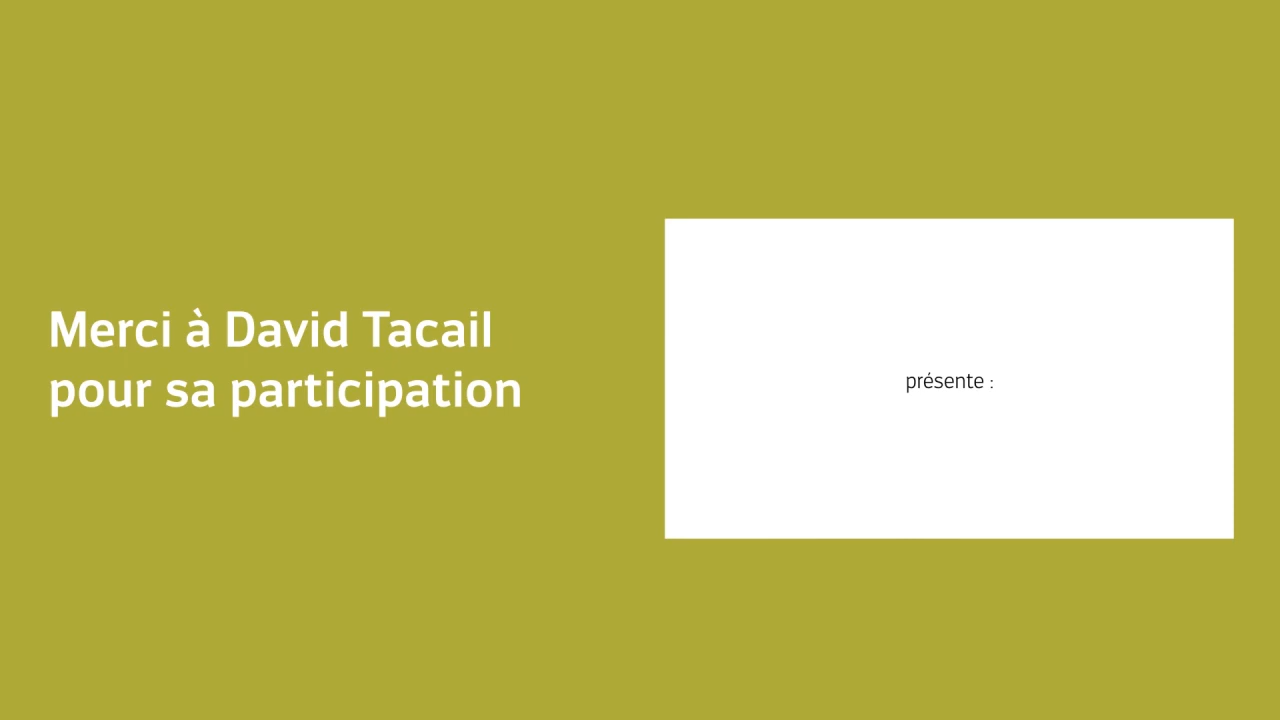 Merci à David Tacail
pour sa participation
présente :